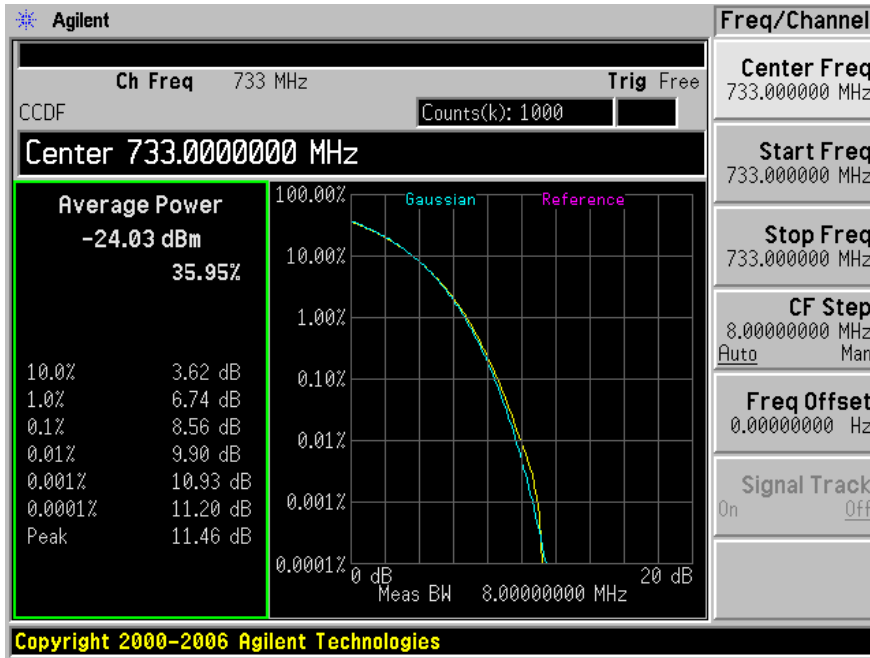 Agilent
Freq/Channel
Ch Freq 733 MHz Trig Free
CCDF Counts(k): 1000
Center 733.0000000 MHz
Average Power
-24.03 dBm
35.95%
10.0% 3.62 dB
1.0% 6.74 dB
0.1% 8.56 dB
0.01% 9.90 dB
0.001% 10.93 dB
0.0001% 11.20 dB
Peak 11.46 dB
Gaussian Reference
100.00%
10.00%
1.00%
0.10%
0.01%
0.001%
0.0001%
0 dB 20 dB
Meas BW 8.00000000 MHz
Center Freq
733.000000 MHz
Start Freq
733.000000 MHz
Stop Freq
733.000000 MHz
CF Step
8.00000000 MHz
Auto Man
Freq Offset
0.00000000 Hz
Signal Track
On Off
Copyright 2000-2006 Agilent Technologies